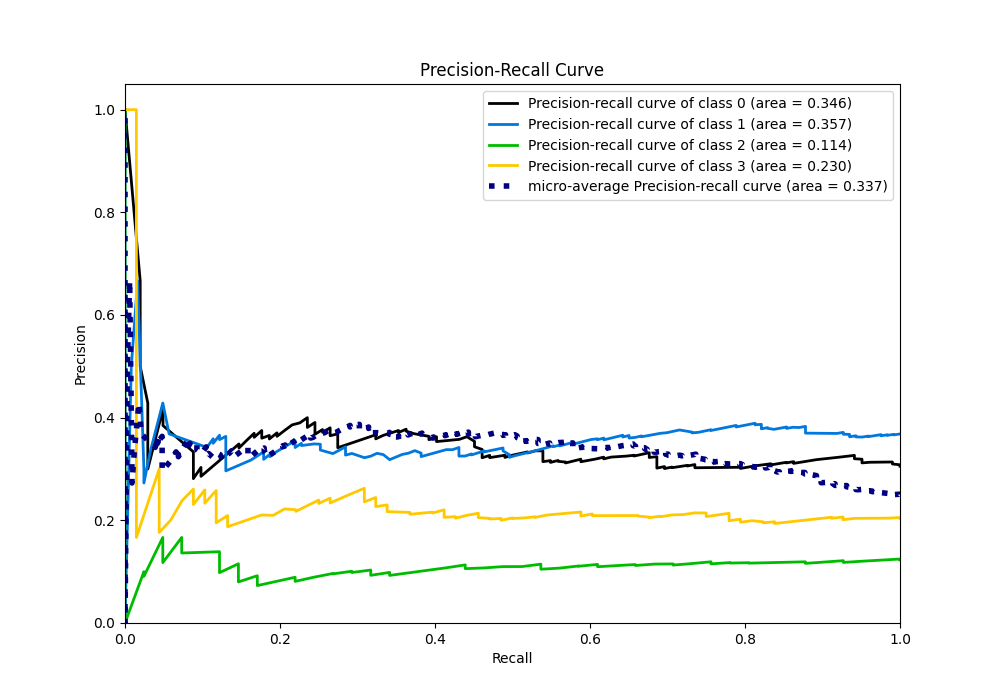 Precision-Recall Curve
Precision-recall curve of class 0 (area = 0.346)
Precision-recall curve of class 1 (area = 0.357)
Precision-recall curve of class 2 (area = 0.114)
Precision-recall curve of class 3 (area = 0.230)
micro-average Precision-recall curve (area = 0.337)
Precision
1.0
0.8
0.6
0.4
0.2
0.0
0.0 0.2 0.4 0.6 0.8 1.0
Recall